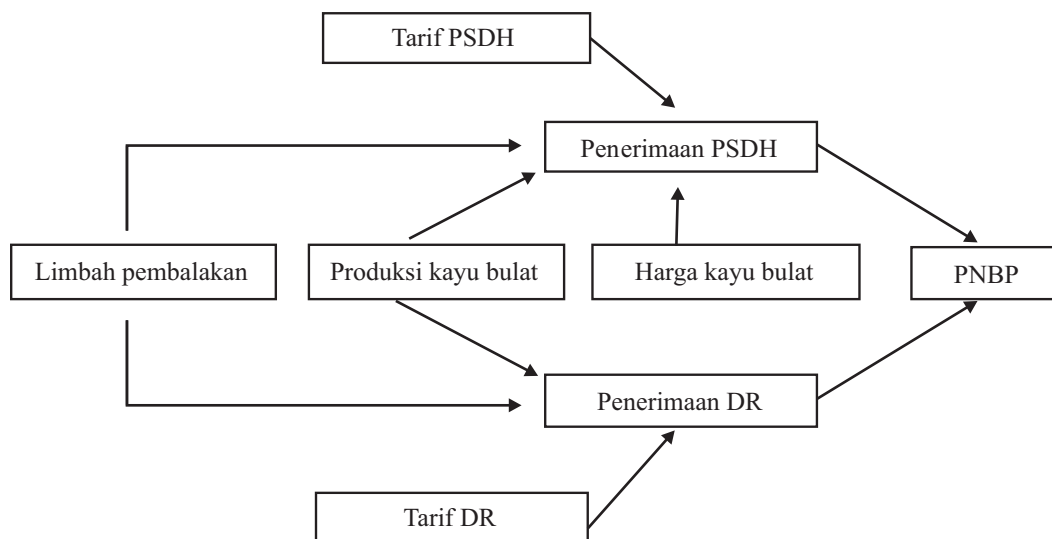 Tarif PSDH
Penerimaan PSDH
Limbah pembalakan
Produksi kayu bulat
Harga kayu bulat
PNBP
Penerimaan DR
Tarif DR